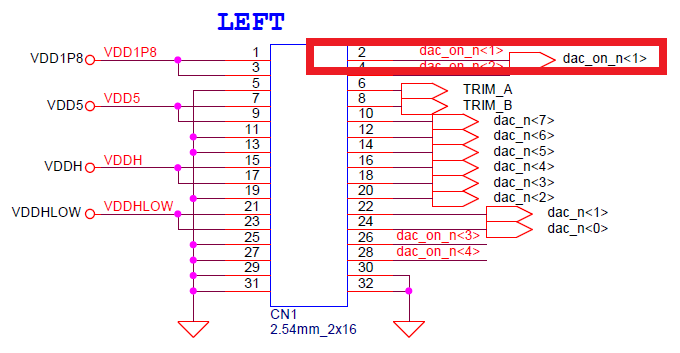 LEFT
VDD1P8 VDD1P8 1 2 dac_on_n<1> dac_on_n<1>
3 4 dac_on_n<2>
5 6 TRIM_A
VDD5 VDD5 7 8 TRIM_B
9 10 dac_n<7>
11 12 dac_n<6>
13 14 dac_n<5>
VDDH VDDH 15 16 dac_n<4>
17 18 dac_n<3>
19 20 dac_n<2>
VDDHLOW VDDHLOW 21 22 dac_n<1>
23 24 dac_n<0>
25 26 dac_on_n<3>
27 28 dac_on_n<4>
29 30
31 32
CN1
2.54mm_2x16